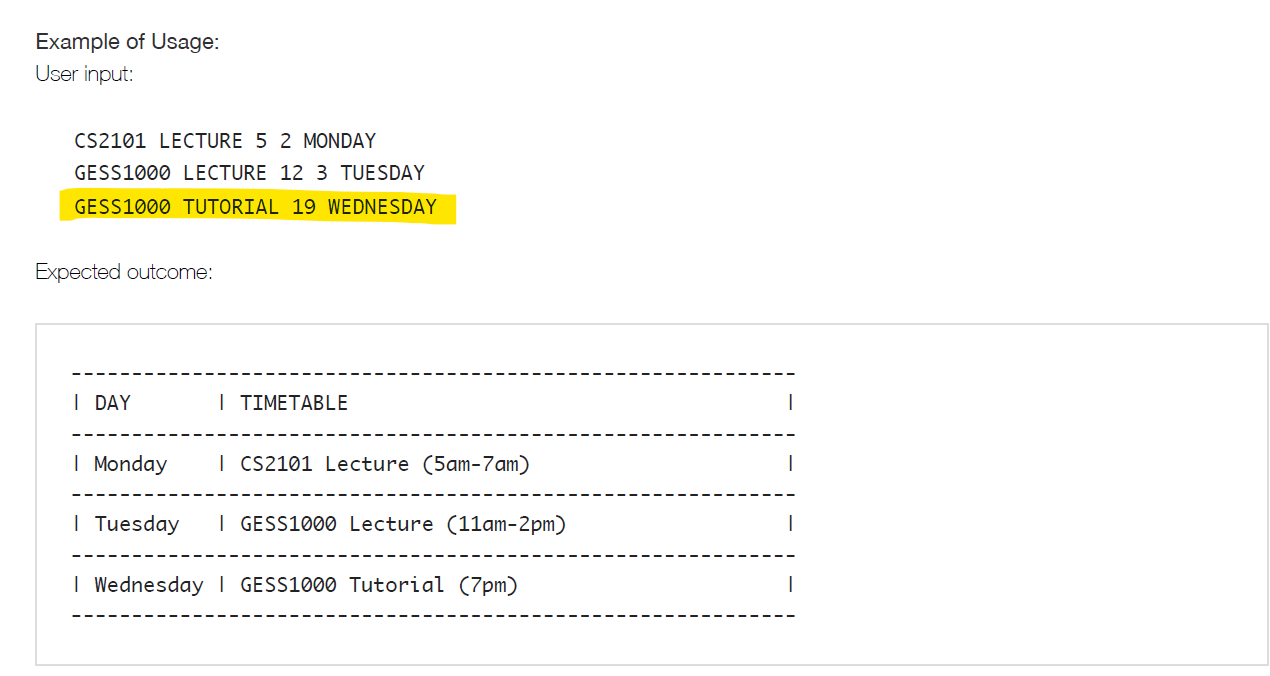 Example of Usage:
User input:
CS2101 LECTURE 5 2 MONDAY
GESS1000 LECTURE 12 3 TUESDAY
GESS1000 TUTORIAL 19 WEDNESDAY
Expected outcome:
------------------------------------------------------------
| DAY       | TIMETABLE                                    |
------------------------------------------------------------
| Monday    | CS2101 Lecture (5am-7am)                     |
------------------------------------------------------------
| Tuesday   | GESS1000 Lecture (11am-2pm)                  |
------------------------------------------------------------
| Wednesday | GESS1000 Tutorial (7pm)                      |
------------------------------------------------------------